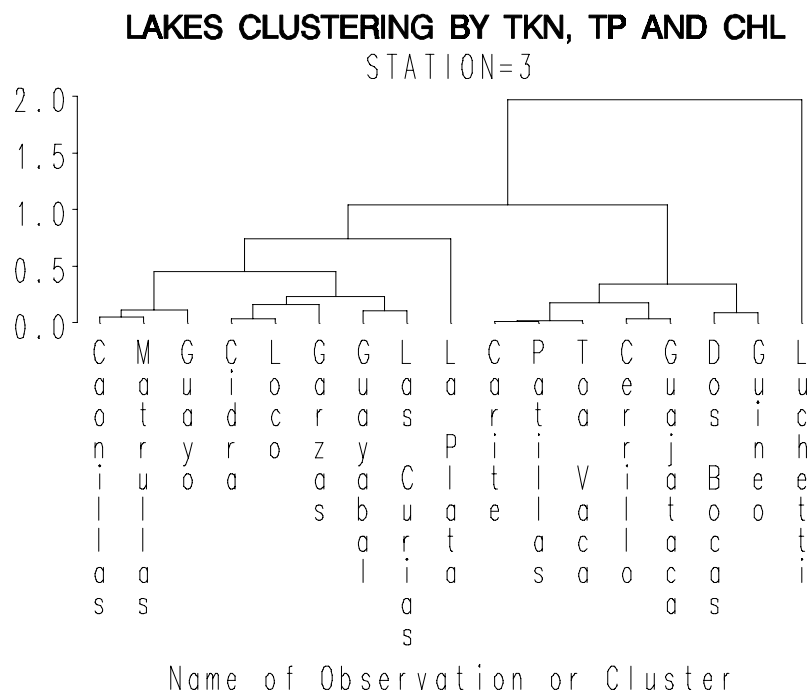 LAKES CLUSTERING BY TKN, TP AND CHL
STATION=3
2.0
1.5
1.0
0.5
0.0
Caonillas
Matrullas
Guayo
Cidra
Loco
Garzas
Guayabal
Las Curias
La Plata
Carite
Patillas
Toa Vaca
Cerrillo
Guajataca
Dos Bocas
Guineo
Luchetti
Name of Observation or Cluster